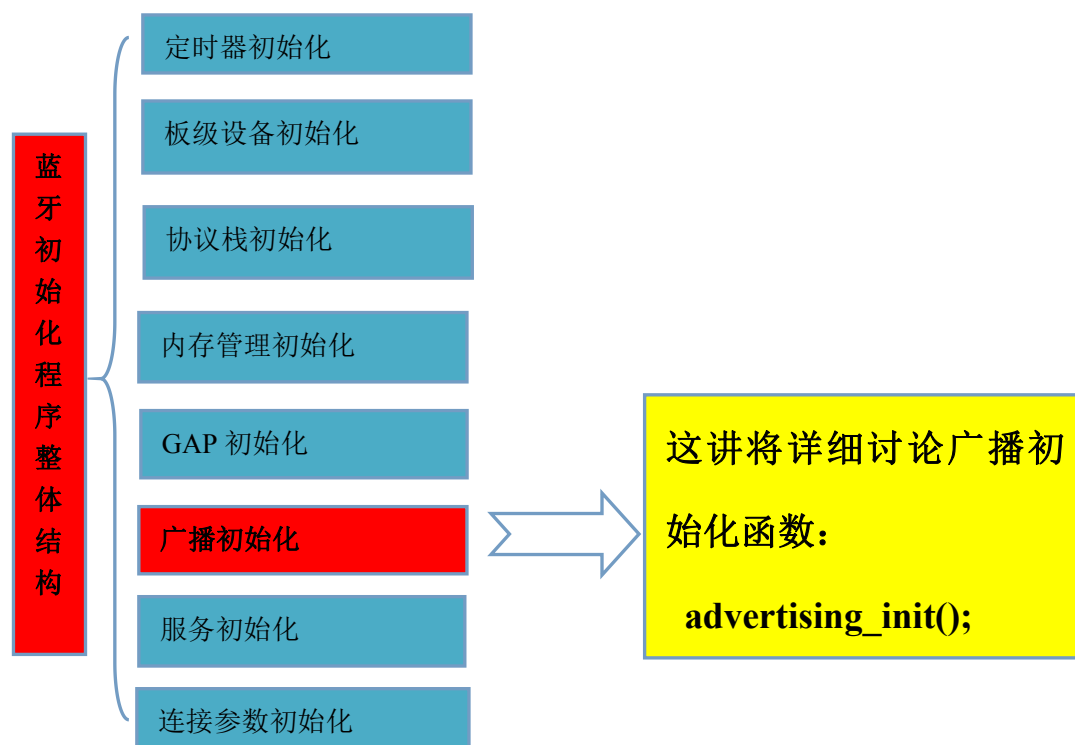 蓝牙初始化程序整体结构
定时器初始化
板级设备初始化
协议栈初始化
内存管理初始化
GAP 初始化
广播初始化
服务初始化
连接参数初始化
这讲将详细讨论广播初
始化函数：
advertising_init();